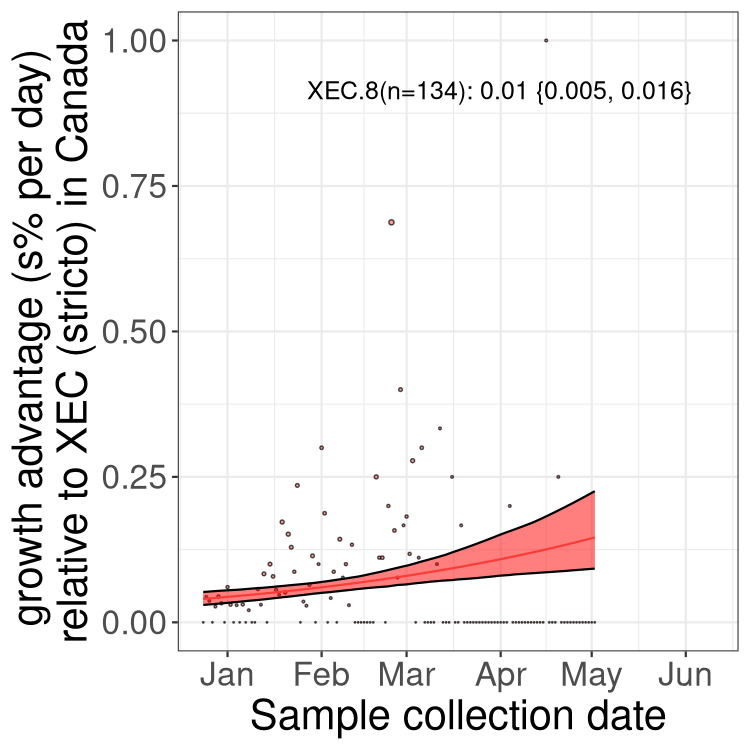 growth advantage (s% per day)
relative to XEC (stricto) in Canada
1.00
0.75
0.50
0.25
0.00
XEC.8(n=134): 0.01 {0.005, 0.016}
Jan Feb Mar Apr May Jun
Sample collection date